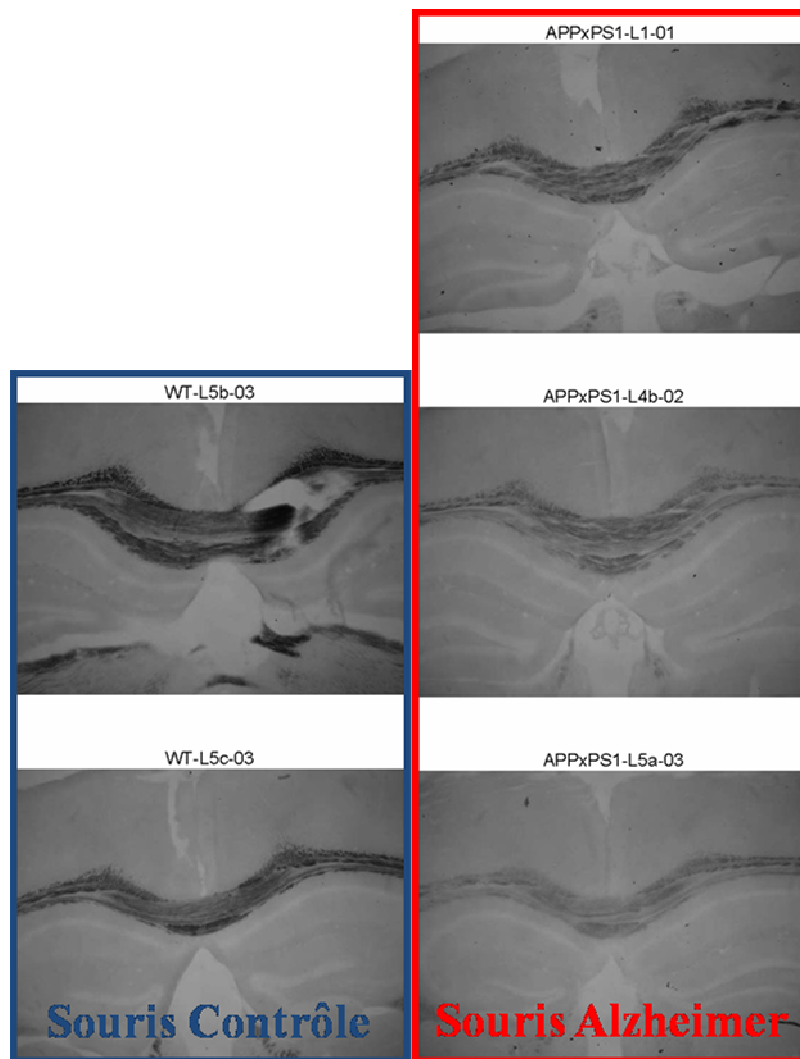 APPxPS1-L1-01
WT-L5b-03
APPxPS1-L4b-02
WT-L5c-03
APPxPS1-L5a-03
Souris Contrôle
Souris Alzheimer